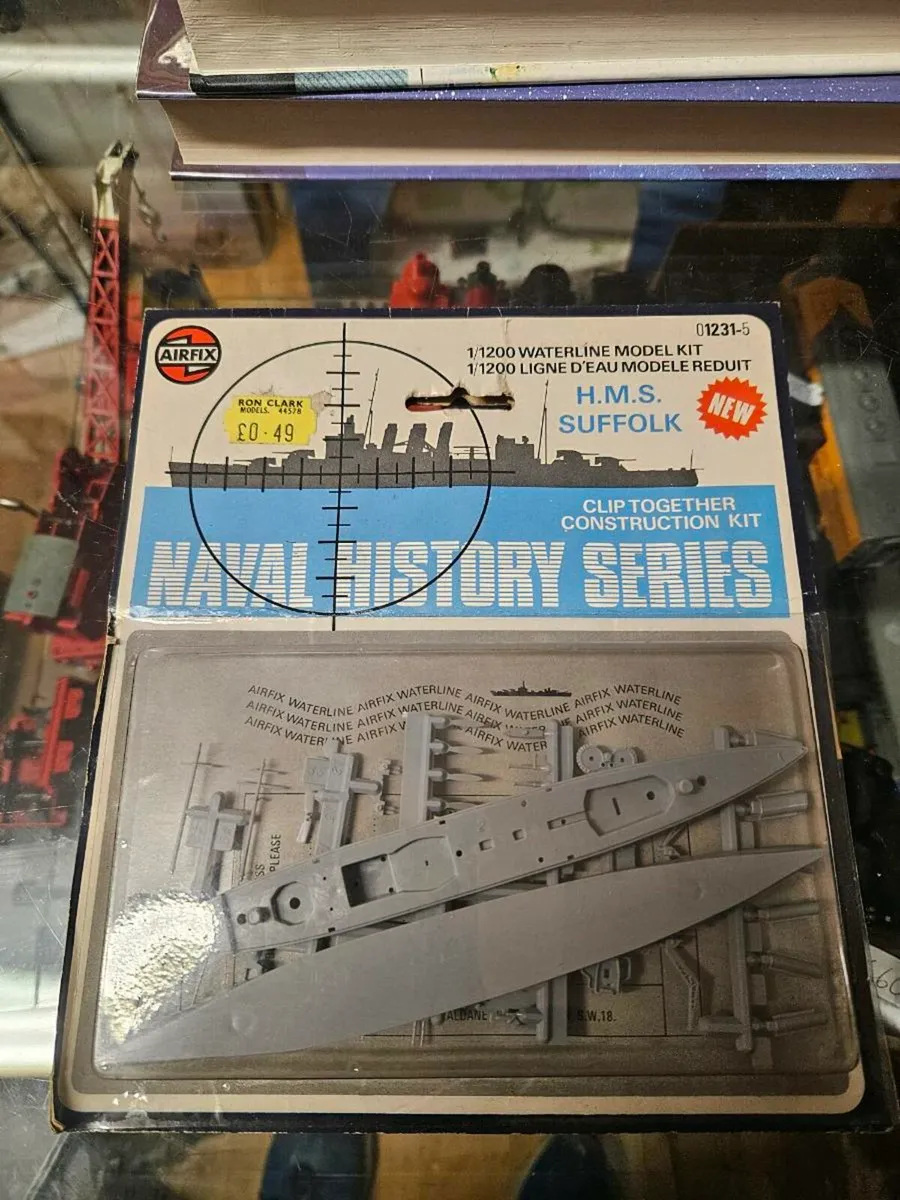 01231-5
AIRFIX
1/1200 WATERLINE MODEL KIT
1/1200 LIGNE D'EAU MODELE REDUIT
H.M.S.
SUFFOLK
NEW
RON CLARK
MODELS. 44578
£0·49
CLIP TOGETHER
CONSTRUCTION KIT
NAVAL HISTORY SERIES
AIRFIX WATERLINE AIRFIX WATERLINE AIRFIX WATERLINE AIRFIX WATERLINE
AIRFIX WATERLINE AIRFIX WATERLINE AIRFIX WATERLINE
AIRFIX AIRFIX WATER AIRFIX WATERLINE
PLEASE
S.W.18.